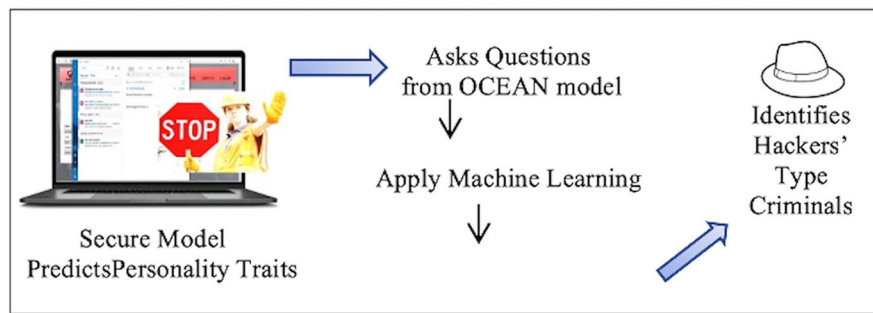 STOP
Secure Model
PredictsPersonality Traits
Asks Questions
from OCEAN model
Apply Machine Learning
Identifies
Hackers'
Type
Criminals